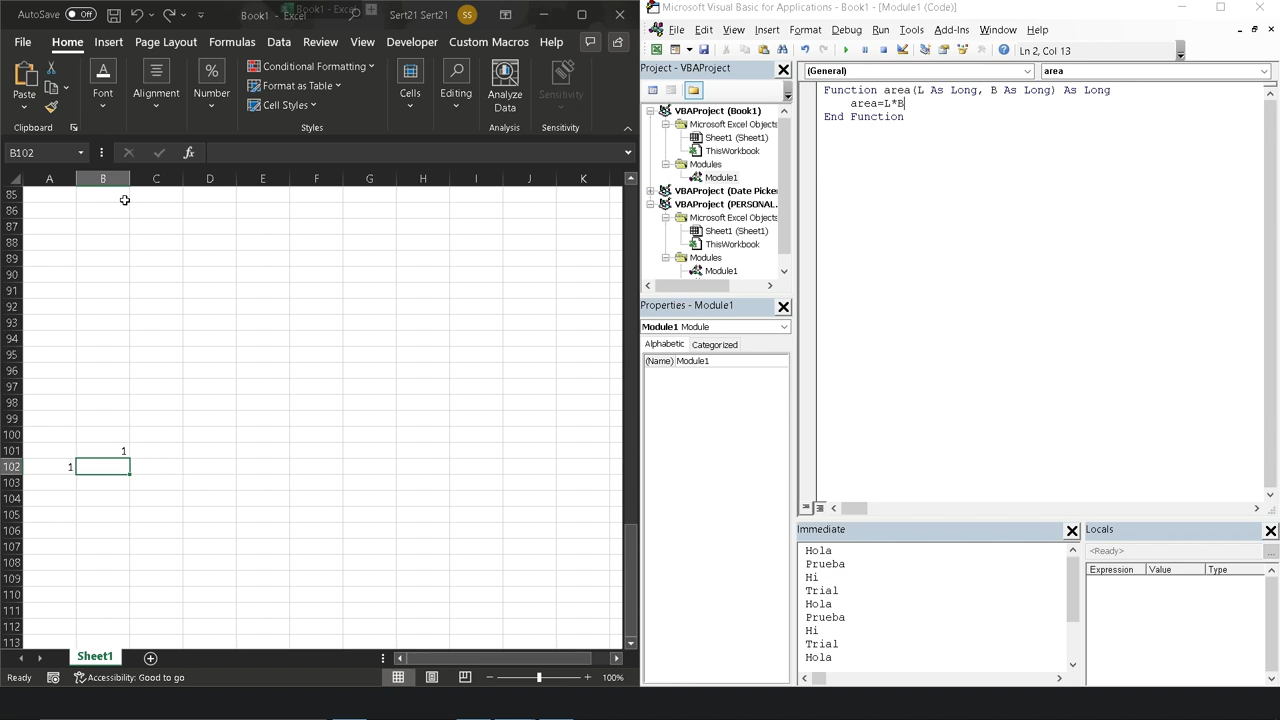 AutoSave Off
Book1 - Excel
Book1 - Excel
Sert21 Sert21
SS
File Home Insert Page Layout Formulas Data Review View Developer Custom Macros Help
Paste
Font
Alignment
Number
Conditional Formatting
Format as Table
Cell Styles
Cells
Editing
Analyze
Data
Sensitivity
Clipboard
Styles
Analysis
Sensitivity
B102
fx
A B C D E F G H I J K
85
86
87
88
89
90
91
92
93
94
95
96
97
98
99
100
101 1
102 1
103
104
105
106
107
108
109
110
111
112
113
Sheet1
Ready
Accessibility: Good to go
100%
Microsoft Visual Basic for Applications - Book1 - [Module1 (Code)]
File Edit View Insert Format Debug Run Tools Add-Ins Window Help
Ln 2, Col 13
Project - VBAProject
VBAProject (Book1)
Microsoft Excel Objects
Sheet1 (Sheet1)
ThisWorkbook
Modules
Module1
VBAProject (Date Picke
VBAProject (PERSONAL.
Microsoft Excel Objects
Sheet1 (Sheet1)
ThisWorkbook
Modules
Module1
Properties - Module1
Module1 Module
Alphabetic Categorized
(Name) Module1
(General)
area
Function area(L As Long, B As Long) As Long
area=L*B
End Function
Immediate
Hola
Prueba
Hi
Trial
Hola
Prueba
Hi
Trial
Hola
Locals
<Ready>
...
Expression Value Type